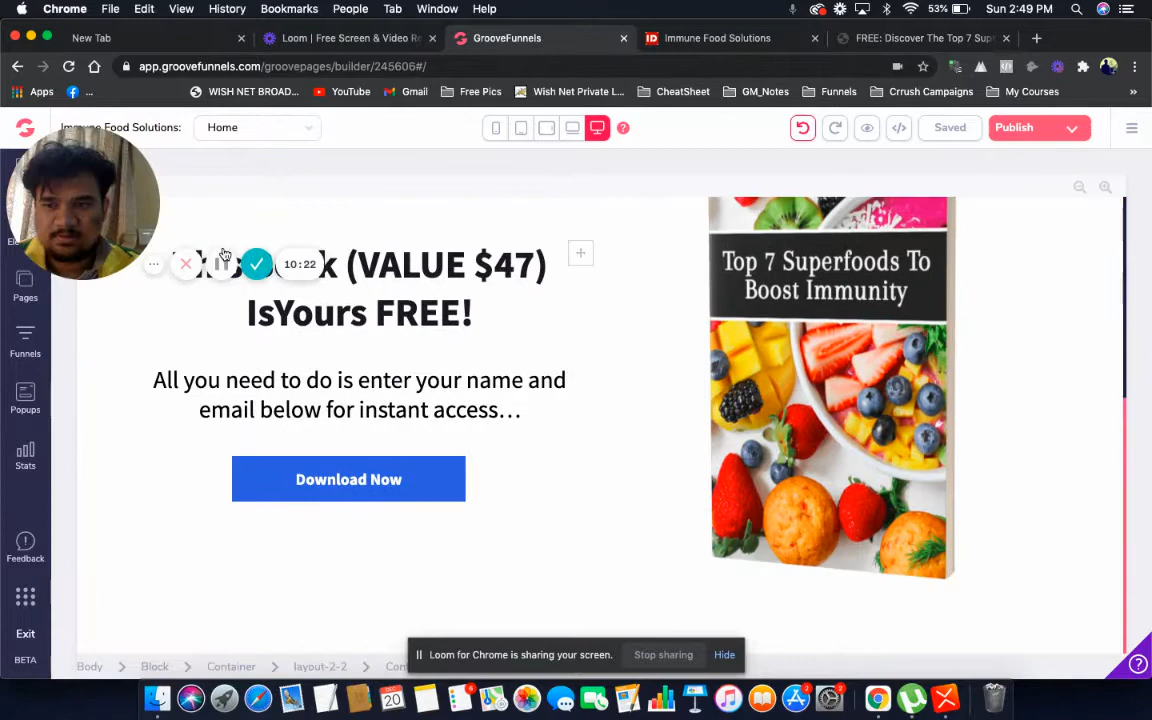 Chrome File Edit View History Bookmarks People Tab Window Help 53% Sun 2:49 PM
New Tab Loom | Free Screen & Video Re GrooveFunnels Immune Food Solutions FREE: Discover The Top 7 Sup
app.groovefunnels.com/groovepages/builder/245606#/
Apps ... WISH NET BROAD... YouTube Gmail Free Pics Wish Net Private L... CheatSheet GM_Notes Funnels Crrush Campaigns My Courses »
Food Solutions: Home Saved Publish
Pages
Funnels
Popups
Stats
Feedback
Exit
BETA
10:22
(VALUE $47)
IsYours FREE!
All you need to do is enter your name and
email below for instant access...
Download Now
Top 7 Superfoods To
Boost Immunity
Loom for Chrome is sharing your screen. Stop sharing Hide
Body Block Container layout-2-2